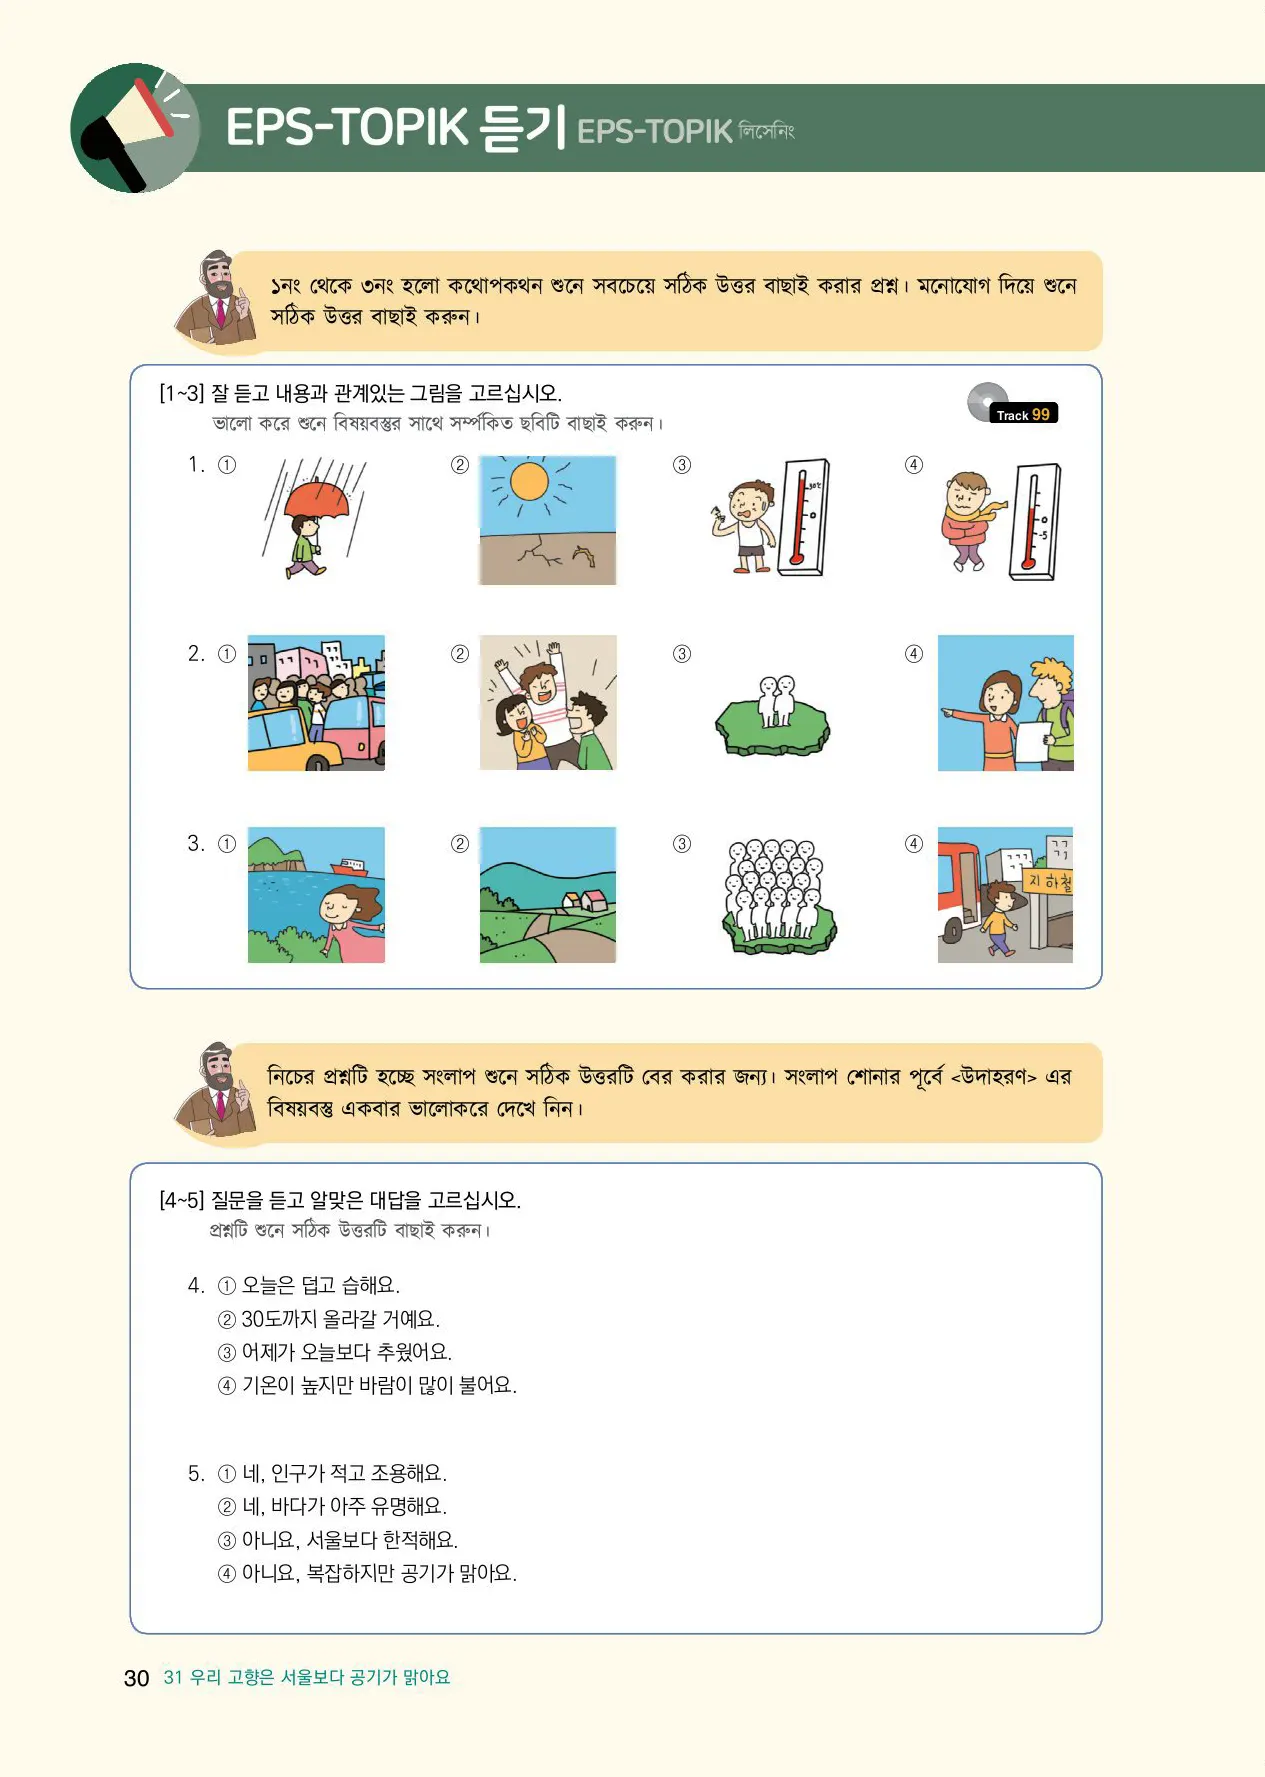 EPS-TOPIK 듣기 EPS-TOPIK লিসেনিং
১নং থেকে ৩নং হলো কথোপকথন শুনে সবচেয়ে সঠিক উত্তর বাছাই করার প্রশ্ন। মনোযোগ দিয়ে শুনে
সঠিক উত্তর বাছাই করুন।
[1~3] 잘 듣고 내용과 관계있는 그림을 고르십시오.
Track 99
ভালো করে শুনে বিষয়বস্তুর সাথে সর্ম্পকিত ছবিটি বাছাই করুন।
1. ① ② ③ ④
30℃ 0
0 -5
2. ① ② ③ ④
3. ① ② ③ ④
지하철
নিচের প্রশ্নটি হচ্ছে সংলাপ শুনে সঠিক উত্তরটি বের করার জন্য। সংলাপ শোনার পূর্বে <উদাহরণ> এর
বিষয়বস্তু একবার ভালোকরে দেখে নিন।
[4~5] 질문을 듣고 알맞은 대답을 고르십시오.
প্রশ্নটি শুনে সঠিক উত্তরটি বাছাই করুন।
4. ① 오늘은 덥고 습해요.
② 30도까지 올라갈 거예요.
③ 어제가 오늘보다 추웠어요.
④ 기온이 높지만 바람이 많이 불어요.
5. ① 네, 인구가 적고 조용해요.
② 네, 바다가 아주 유명해요.
③ 아니요, 서울보다 한적해요.
④ 아니요, 복잡하지만 공기가 맑아요.
30 31 우리 고향은 서울보다 공기가 맑아요